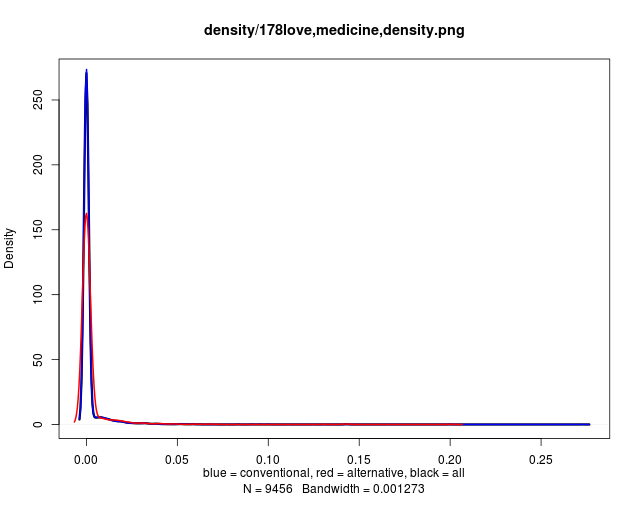 density/178love,medicine,density.png
Density
250
200
150
100
50
0
0.00 0.05 0.10 0.15 0.20 0.25
blue = conventional, red = alternative, black = all
N = 9456 Bandwidth = 0.001273